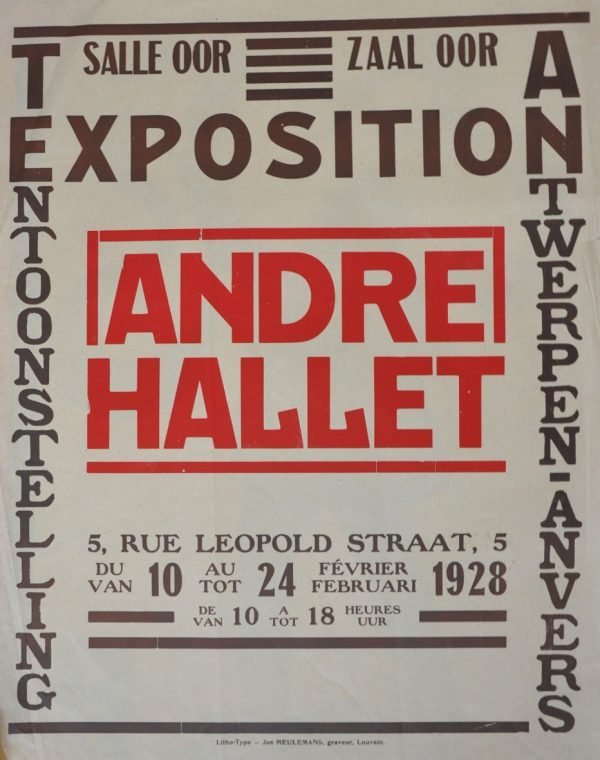 SALLE OOR ZAAL OOR
TENTOONSTELLING
EXPOSITION
ANTWERPEN-ANVERS
ANDRE
HALLET
5, RUE LEOPOLD STRAAT, 5
DU VAN 10 AU TOT 24 FÉVRIER FEBRUARI 1928
DE VAN 10 A TOT 18 HEURES UUR
Litho-Typo — Jos MEULEMANS, graveur, Louvain.